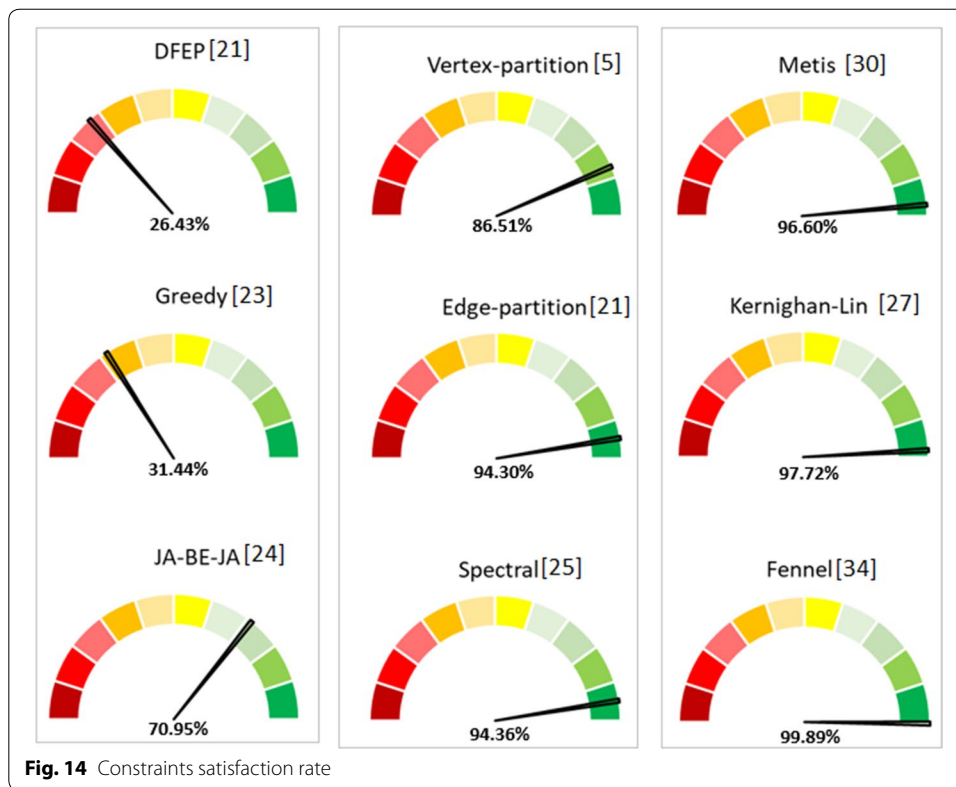 DFEP [21]
26.43%
Greedy [23]
31.44%
JA-BE-JA [24]
70.95%
Vertex-partition [5]
86.51%
Edge-partition [21]
94.30%
Spectral [25]
94.36%
Metis [30]
96.60%
Kernighan-Lin [27]
97.72%
Fennel [34]
99.89%
Fig. 14 Constraints satisfaction rate